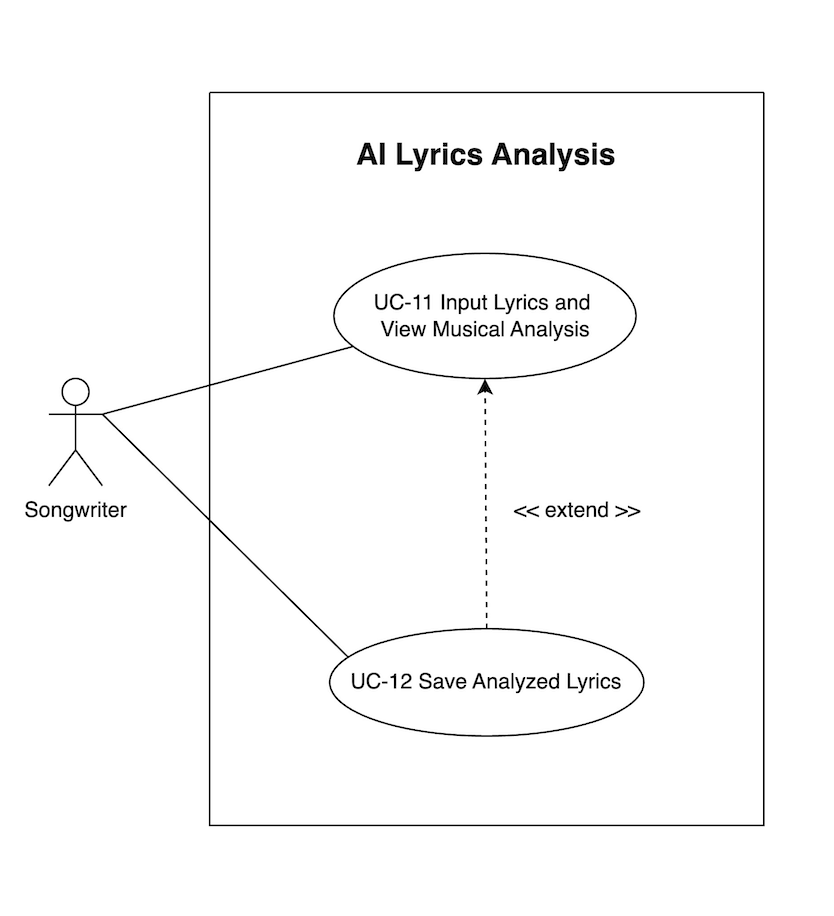 AI Lyrics Analysis
UC-11 Input Lyrics and
View Musical Analysis
Songwriter
<< extend >>
UC-12 Save Analyzed Lyrics